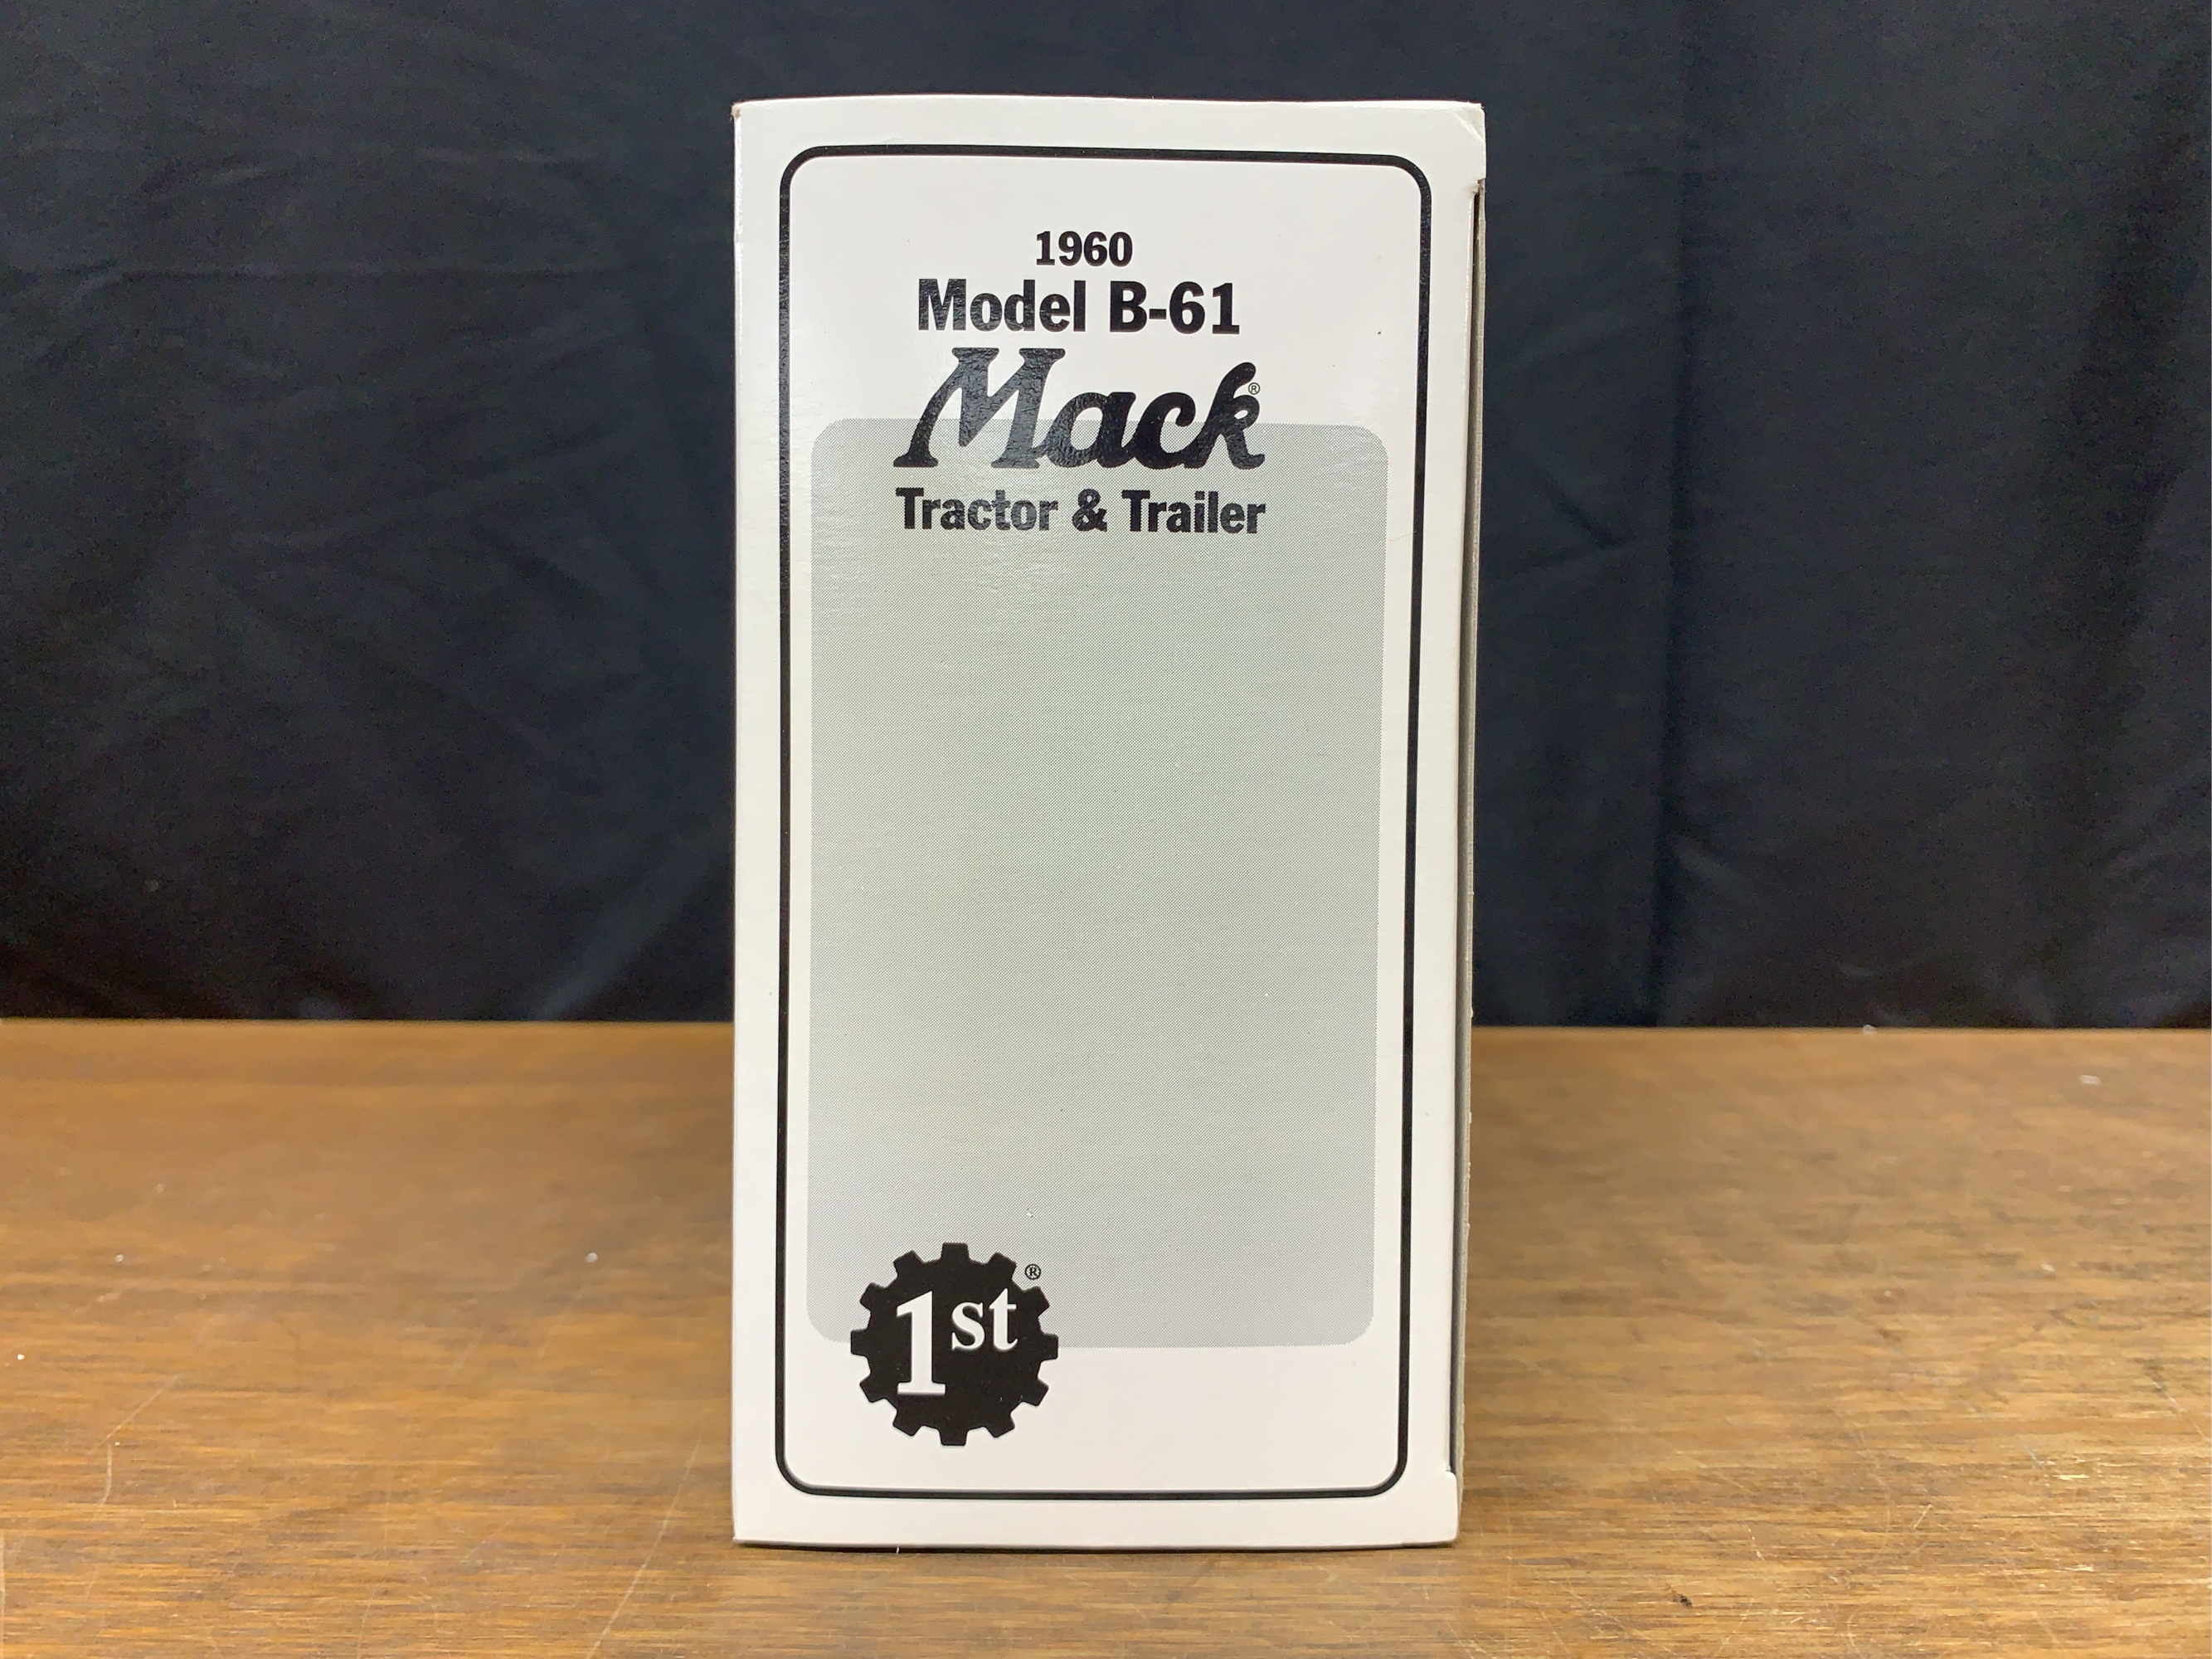 1960
Model B-61
Mack®
Tractor & Trailer
1st®